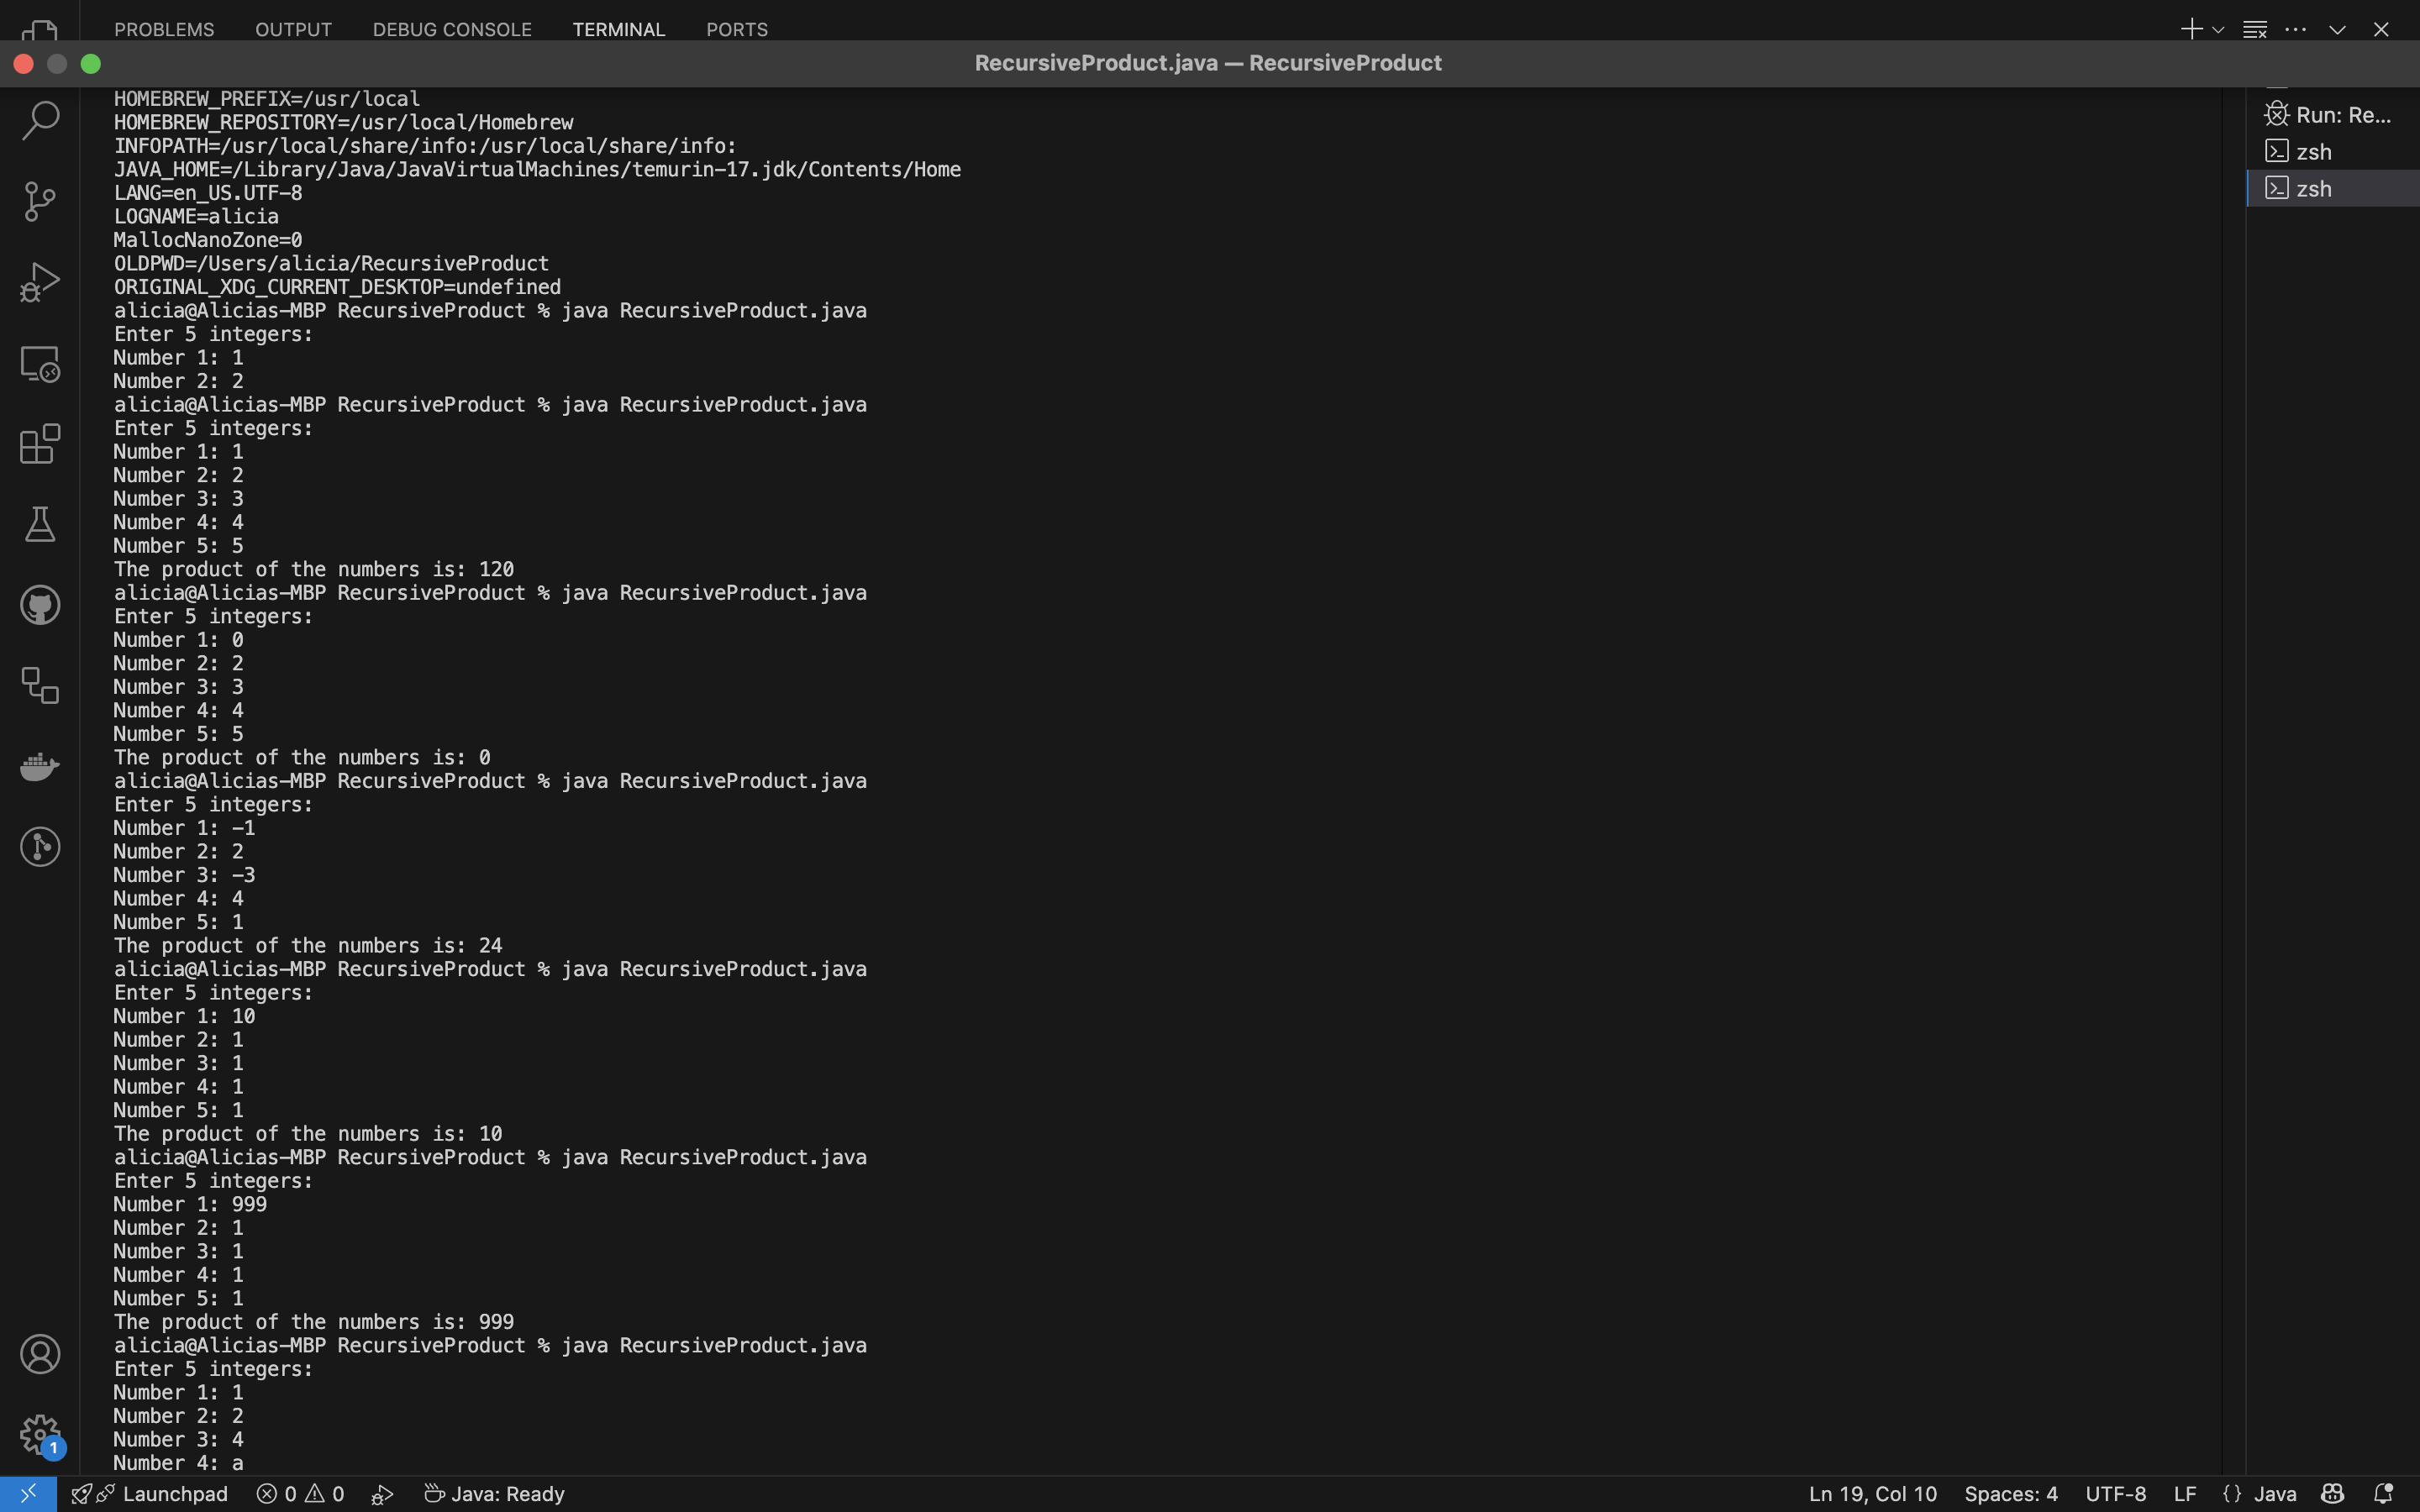 PROBLEMS OUTPUT DEBUG CONSOLE TERMINAL PORTS
RecursiveProduct.java — RecursiveProduct
HOMEBREW_PREFIX=/usr/local
HOMEBREW_REPOSITORY=/usr/local/Homebrew
INFOPATH=/usr/local/share/info:/usr/local/share/info:
JAVA_HOME=/Library/Java/JavaVirtualMachines/temurin-17.jdk/Contents/Home
LANG=en_US.UTF-8
LOGNAME=alicia
MallocNanoZone=0
OLDPWD=/Users/alicia/RecursiveProduct
ORIGINAL_XDG_CURRENT_DESKTOP=undefined
alicia@Alicias-MBP RecursiveProduct % java RecursiveProduct.java
Enter 5 integers:
Number 1: 1
Number 2: 2
alicia@Alicias-MBP RecursiveProduct % java RecursiveProduct.java
Enter 5 integers:
Number 1: 1
Number 2: 2
Number 3: 3
Number 4: 4
Number 5: 5
The product of the numbers is: 120
alicia@Alicias-MBP RecursiveProduct % java RecursiveProduct.java
Enter 5 integers:
Number 1: 0
Number 2: 2
Number 3: 3
Number 4: 4
Number 5: 5
The product of the numbers is: 0
alicia@Alicias-MBP RecursiveProduct % java RecursiveProduct.java
Enter 5 integers:
Number 1: -1
Number 2: 2
Number 3: -3
Number 4: 4
Number 5: 1
The product of the numbers is: 24
alicia@Alicias-MBP RecursiveProduct % java RecursiveProduct.java
Enter 5 integers:
Number 1: 10
Number 2: 1
Number 3: 1
Number 4: 1
Number 5: 1
The product of the numbers is: 10
alicia@Alicias-MBP RecursiveProduct % java RecursiveProduct.java
Enter 5 integers:
Number 1: 999
Number 2: 1
Number 3: 1
Number 4: 1
Number 5: 1
The product of the numbers is: 999
alicia@Alicias-MBP RecursiveProduct % java RecursiveProduct.java
Enter 5 integers:
Number 1: 1
Number 2: 2
Number 3: 4
Number 4: a
Run: Re...
zsh
zsh
1
Launchpad 0 0 Java: Ready Ln 19, Col 10 Spaces: 4 UTF-8 LF {} Java